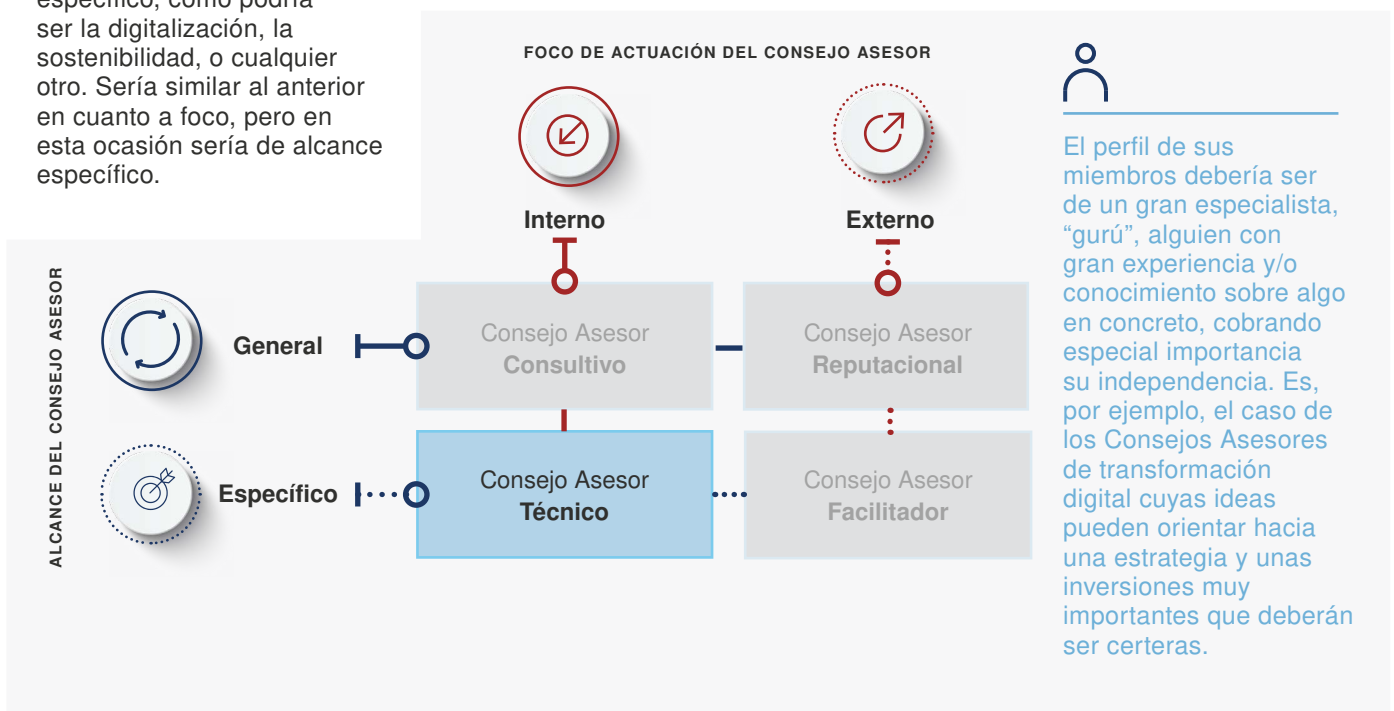 específico, como podría
ser la digitalización, la
sostenibilidad, o cualquier
otro. Sería similar al anterior
en cuanto a foco, pero en
esta ocasión sería de alcance
específico.
FOCO DE ACTUACIÓN DEL CONSEJO ASESOR
Interno
Externo
ALCANCE DEL CONSEJO ASESOR
General
Consejo Asesor
Consultivo
Consejo Asesor
Reputacional
Específico
Consejo Asesor
Técnico
Consejo Asesor
Facilitador
El perfil de sus
miembros debería ser
de un gran especialista,
“gurú”, alguien con
gran experiencia y/o
conocimiento sobre algo
en concreto, cobrando
especial importancia
su independencia. Es,
por ejemplo, el caso de
los Consejos Asesores
de transformación
digital cuyas ideas
pueden orientar hacia
una estrategia y unas
inversiones muy
importantes que deberán
ser certeras.